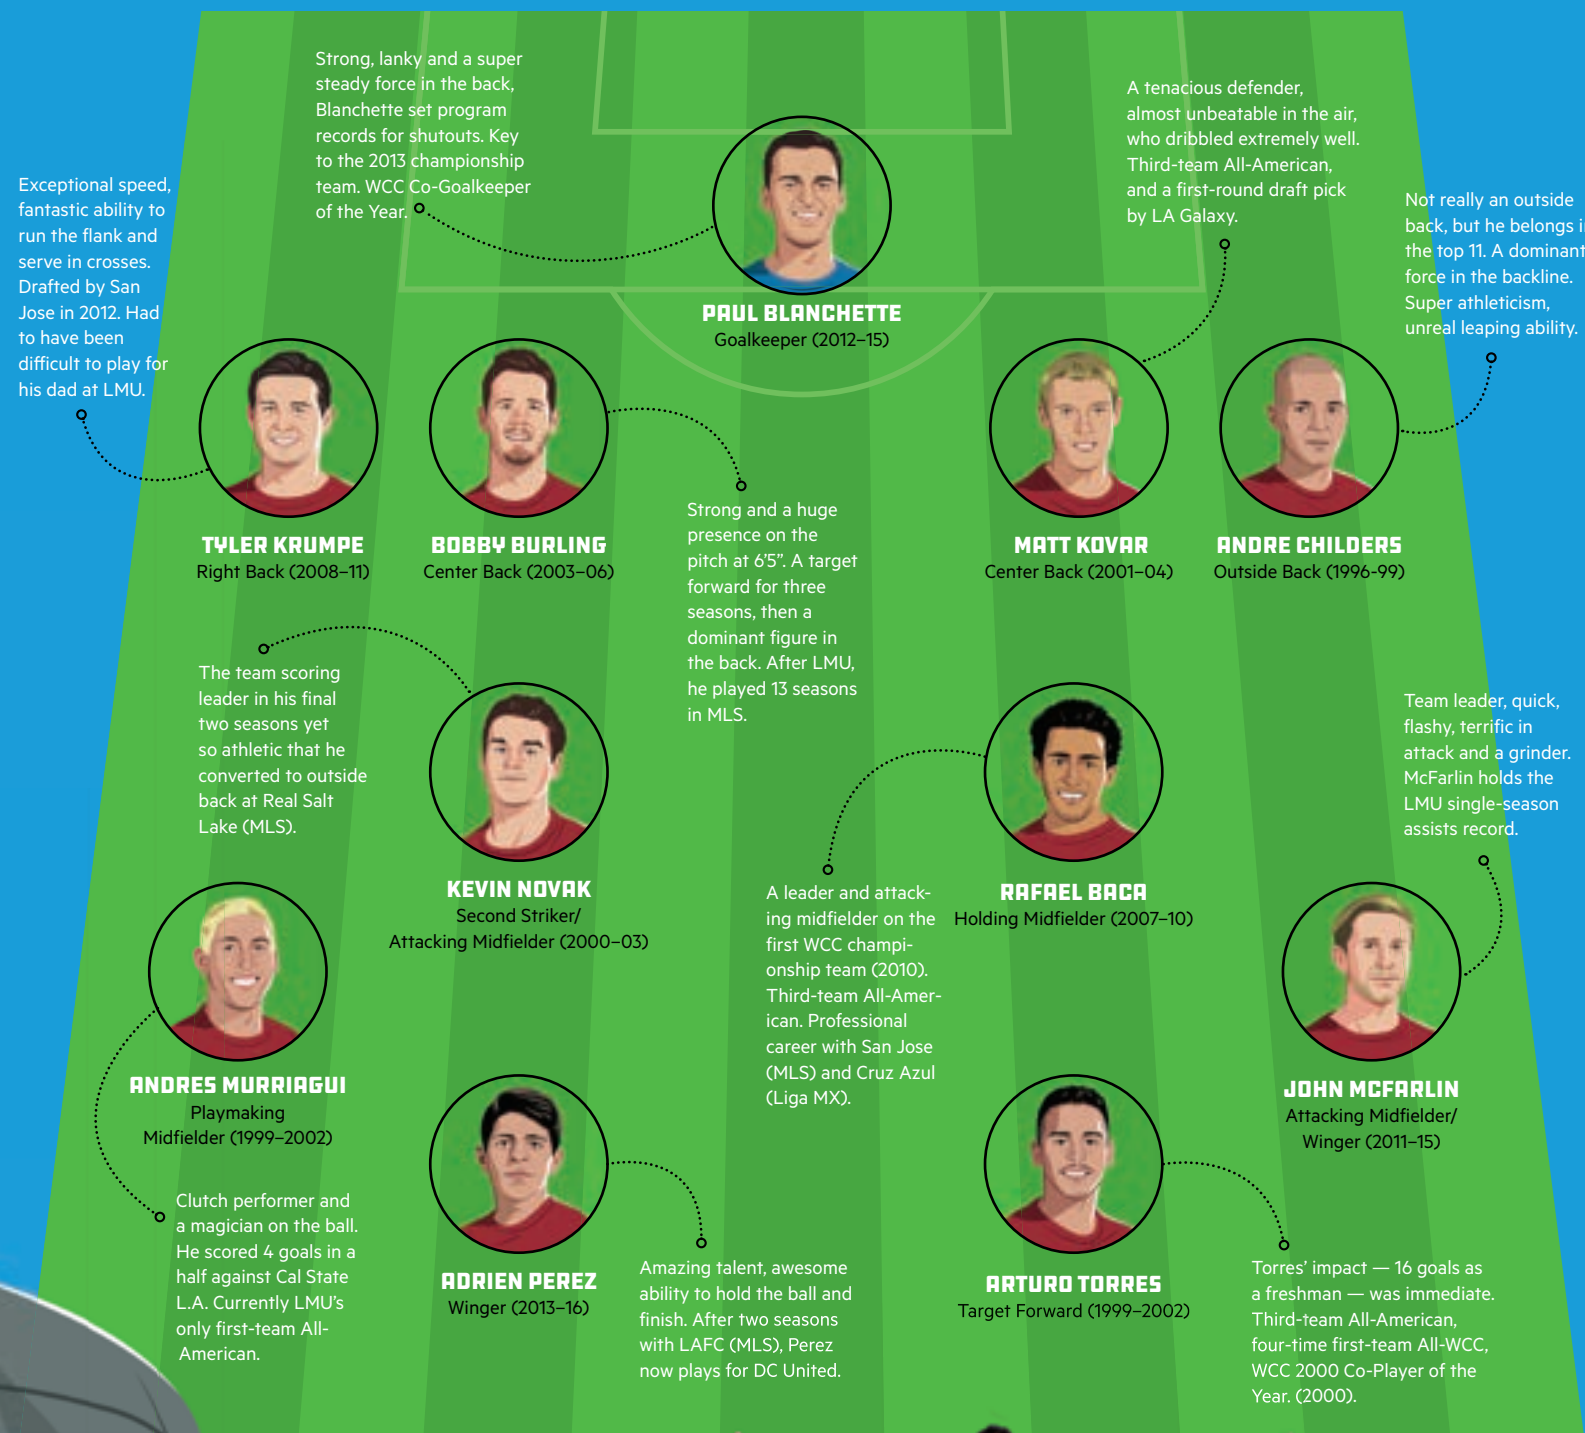 Strong, lanky and a super
steady force in the back,
Blanchette set program
records for shutouts. Key
to the 2013 championship
team. WCC Co-Goalkeeper
of the Year.
A tenacious defender,
almost unbeatable in the air,
who dribbled extremely well.
Third-team All-American,
and a first-round draft pick
by LA Galaxy.
Exceptional speed,
fantastic ability to
run the flank and
serve in crosses.
Drafted by San
Jose in 2012. Had
to have been
difficult to play for
his dad at LMU.
Not really an outside
back, but he belongs in
the top 11. A dominant
force in the backline.
Super athleticism,
unreal leaping ability.
PAUL BLANCHETTE
Goalkeeper (2012–15)
TYLER KRUMPE
Right Back (2008–11)
BOBBY BURLING
Center Back (2003–06)
Strong and a huge
presence on the
pitch at 6'5". A target
forward for three
seasons, then a
dominant figure in
the back. After LMU,
he played 13 seasons
in MLS.
MATT KOVAR
Center Back (2001–04)
ANDRE CHILDERS
Outside Back (1996-99)
The team scoring
leader in his final
two seasons yet
so athletic that he
converted to outside
back at Real Salt
Lake (MLS).
KEVIN NOVAK
Second Striker/
Attacking Midfielder (2000–03)
A leader and attack-
ing midfielder on the
first WCC champi-
onship team (2010).
Third-team All-Amer-
ican. Professional
career with San Jose
(MLS) and Cruz Azul
(Liga MX).
RAFAEL BACA
Holding Midfielder (2007–10)
Team leader, quick,
flashy, terrific in
attack and a grinder.
McFarlin holds the
LMU single-season
assists record.
ANDRES MURRIAGUI
Playmaking
Midfielder (1999–2002)
Clutch performer and
a magician on the ball.
He scored 4 goals in a
half against Cal State
L.A. Currently LMU's
only first-team All-
American.
JOHN MCFARLIN
Attacking Midfielder/
Winger (2011–15)
ADRIEN PEREZ
Winger (2013–16)
Amazing talent, awesome
ability to hold the ball and
finish. After two seasons
with LAFC (MLS), Perez
now plays for DC United.
ARTURO TORRES
Target Forward (1999–2002)
Torres' impact — 16 goals as
a freshman — was immediate.
Third-team All-American,
four-time first-team All-WCC,
WCC 2000 Co-Player of the
Year. (2000).